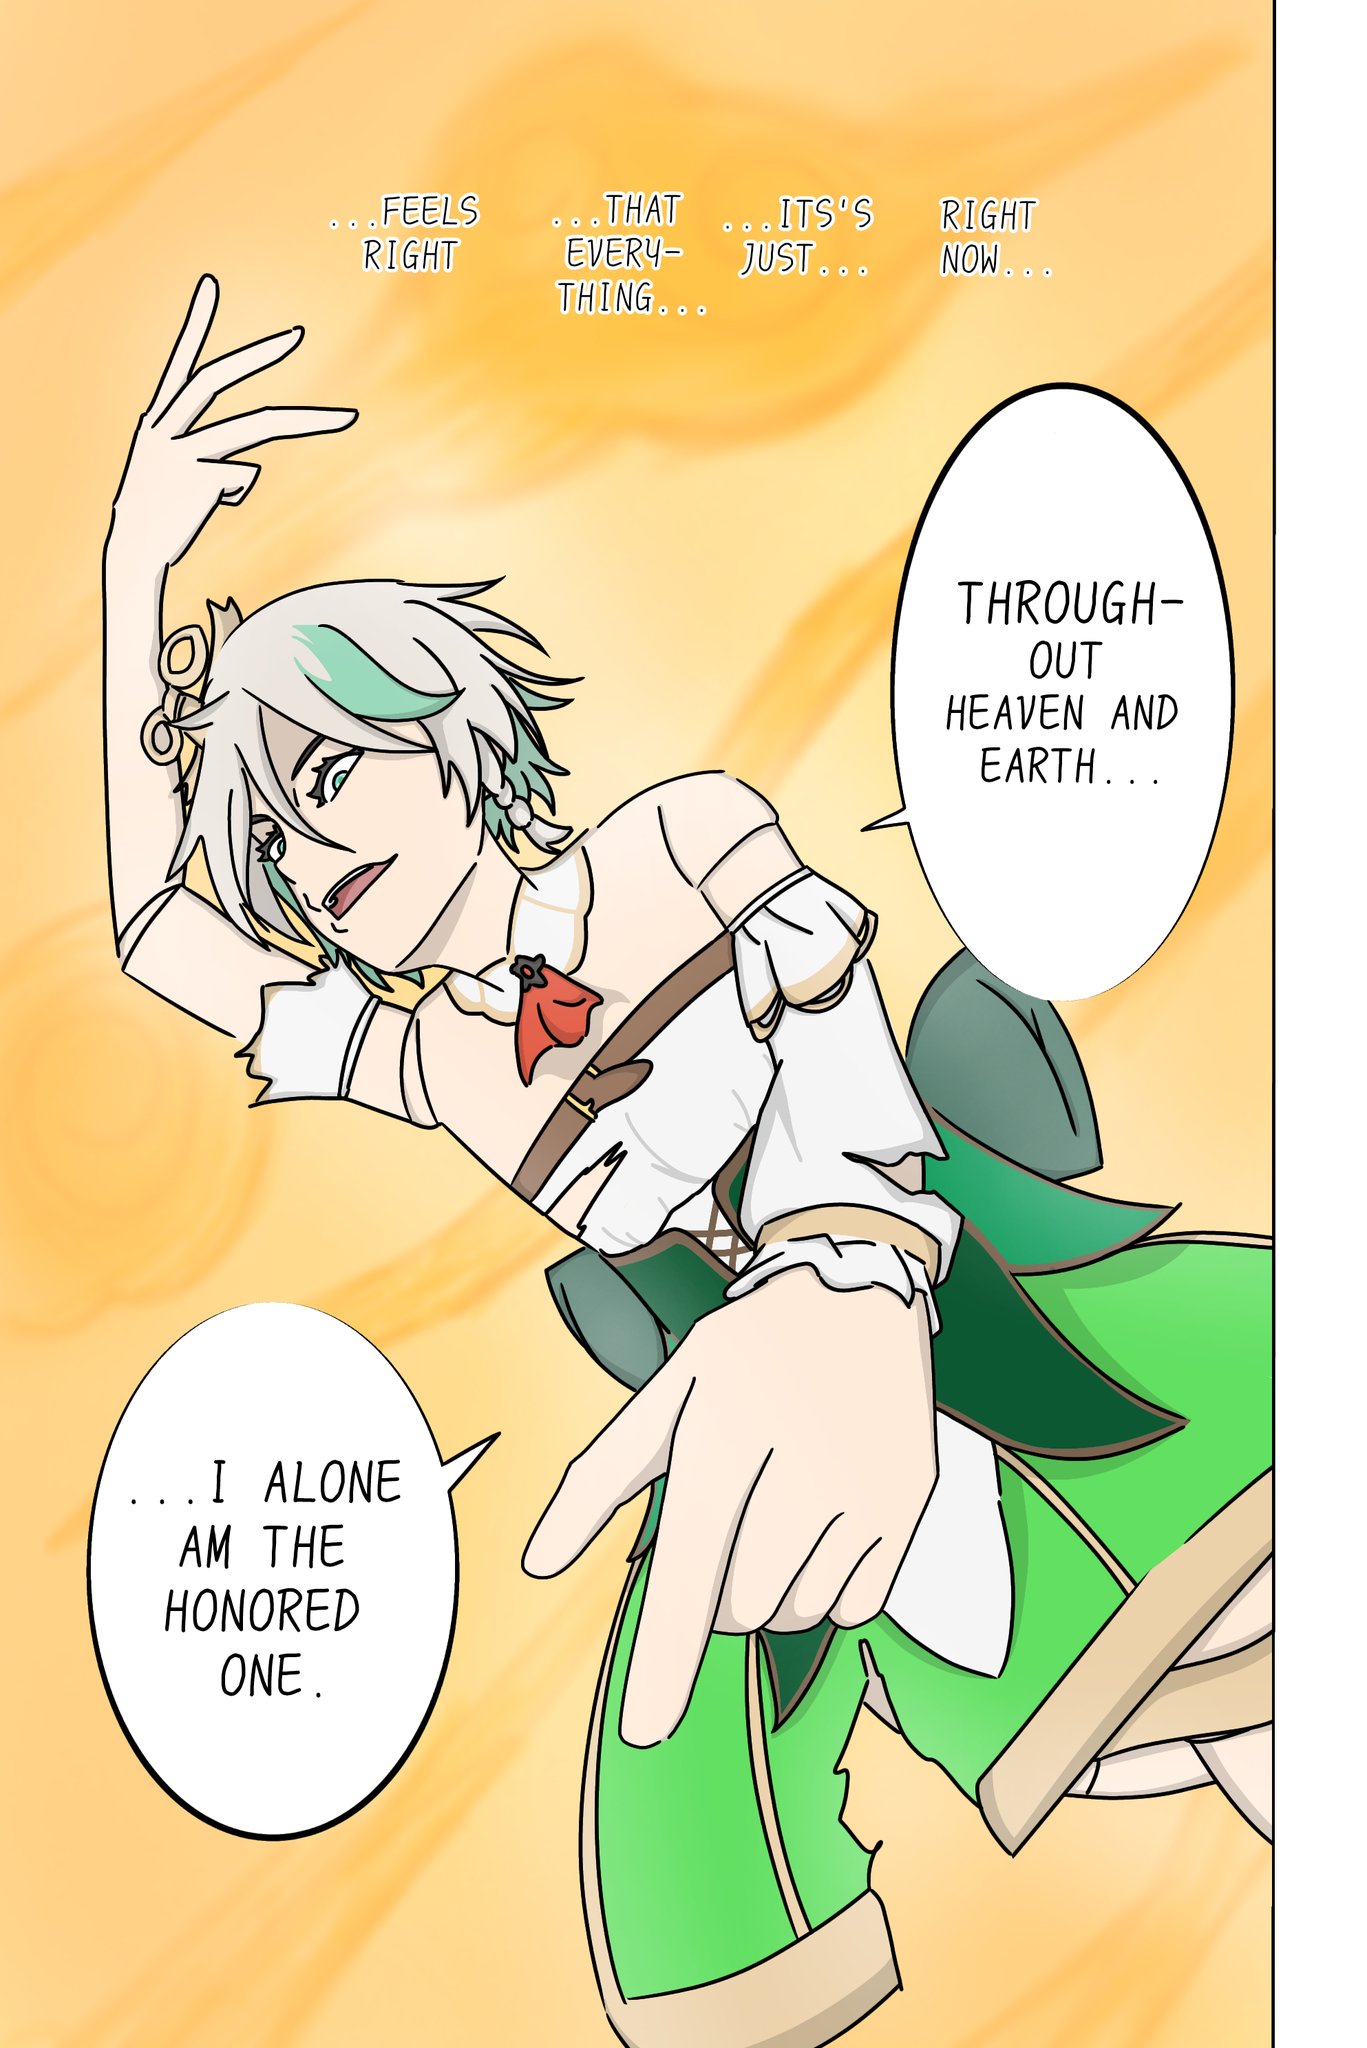 RIGHT
NOW...
...ITS'S
JUST...
...THAT
EVERY-
THING...
...FEELS
RIGHT
THROUGH-
OUT
HEAVEN AND
EARTH...
...I ALONE
AM THE
HONORED
ONE.